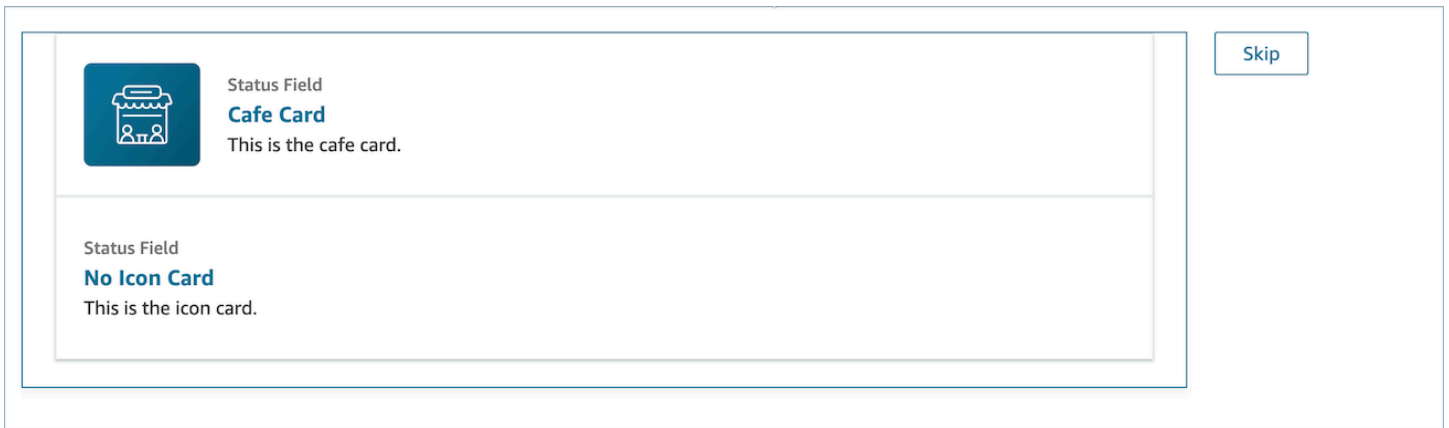 Status Field
Cafe Card
This is the cafe card.
Status Field
No Icon Card
This is the icon card.
Skip